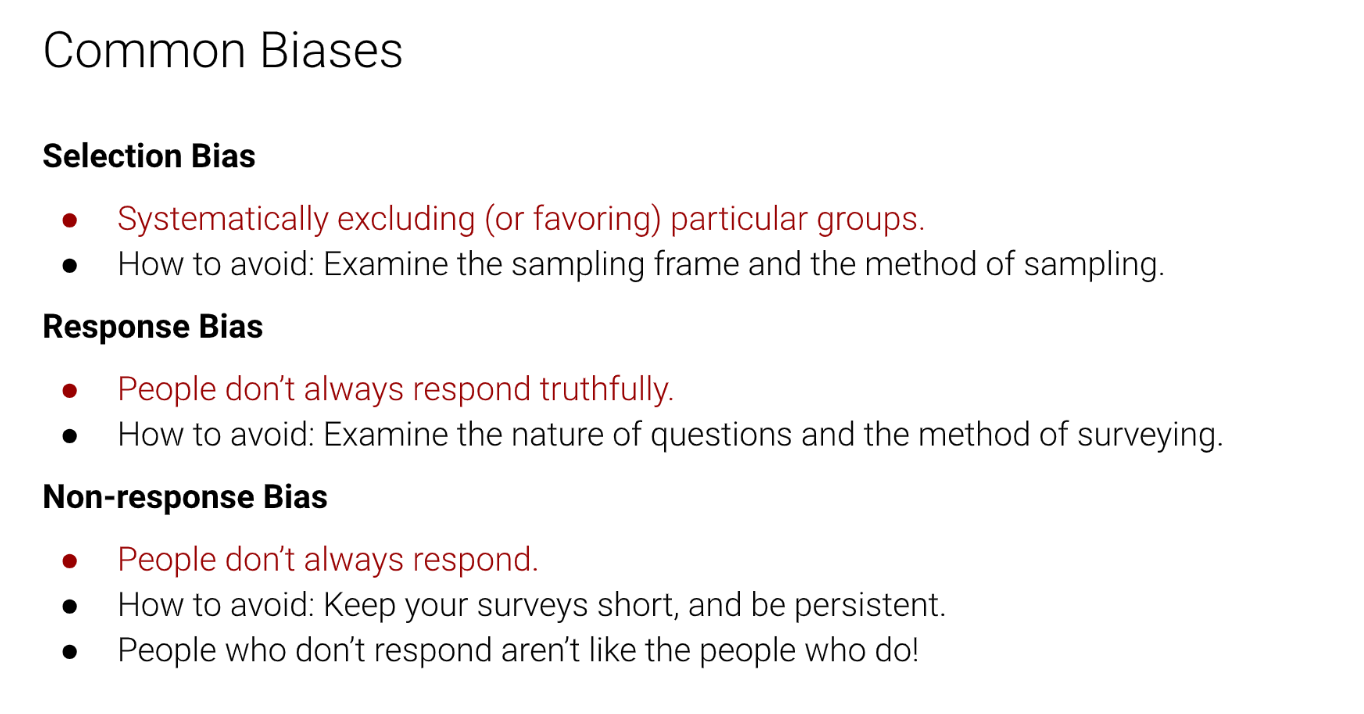 Common Biases
Selection Bias
● Systematically excluding (or favoring) particular groups.
● How to avoid: Examine the sampling frame and the method of sampling.
Response Bias
● People don’t always respond truthfully.
● How to avoid: Examine the nature of questions and the method of surveying.
Non-response Bias
● People don’t always respond.
● How to avoid: Keep your surveys short, and be persistent.
● People who don’t respond aren’t like the people who do!